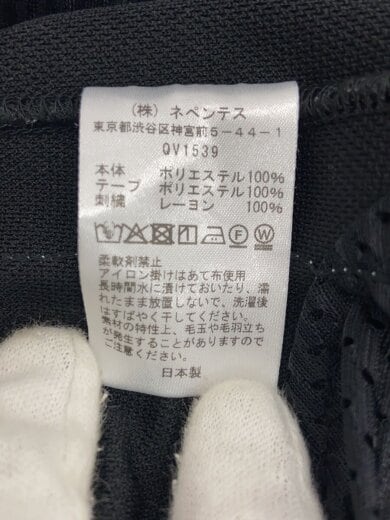 (株) ネペンテス
東京都渋谷区神宮前5-44-1
QV1539
本体 ポリエステル100%
テープ ポリエステル100%
刺繍 レーヨン 100%
柔軟剤禁止
アイロン掛けはあて布使用
長時間水に漬けておいたり、濡
れたまま放置しないで、洗濯後
はすばやく干してください。
素材の特性上、毛玉や毛羽立ち
が発生することがありますので
ご注意ください。
日本製